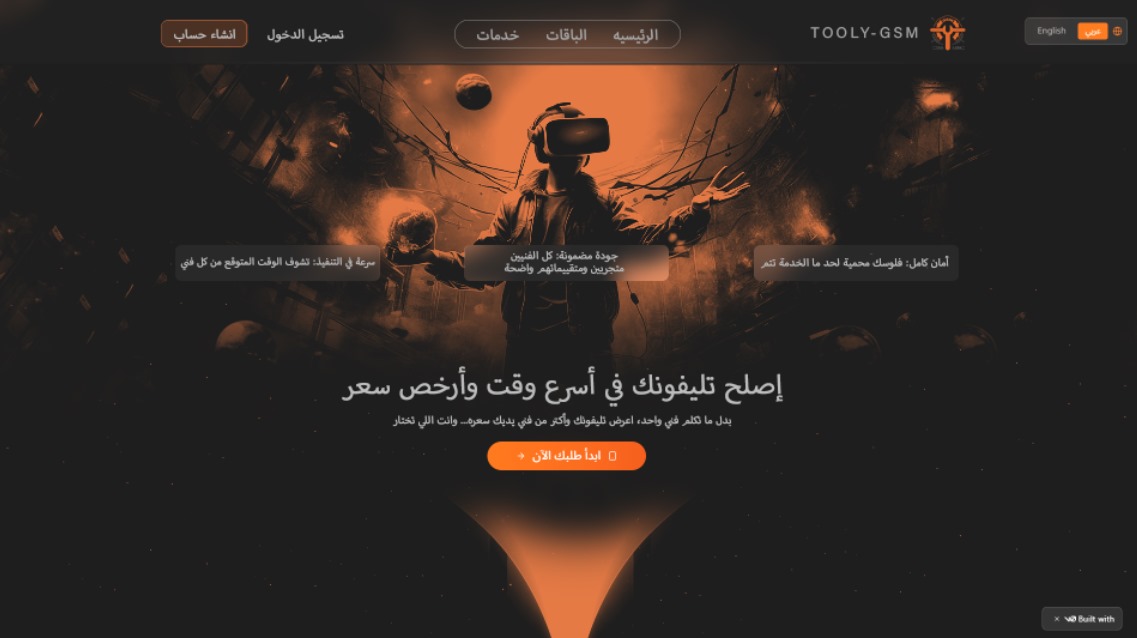 English
عربي
TOOLY-GSM
الرئيسيه
الباقات
خدمات
تسجيل الدخول
انشاء حساب
أمان كامل: فلوسك محمية لحد ما الخدمة تتم
جودة مضمونة: كل الفنيين
متجربين ومتقييماتهم واضحة
سرعة في التنفيذ: تشوف الوقت المتوقع من كل فني
إصلح تليفونك في أسرع وقت وأرخص سعر
بدل ما تكلم فني واحد، اعرض تليفونك وأكتر من فني يديك سعره... وانت اللي تختار
ابدأ طلبك الآن
Built with